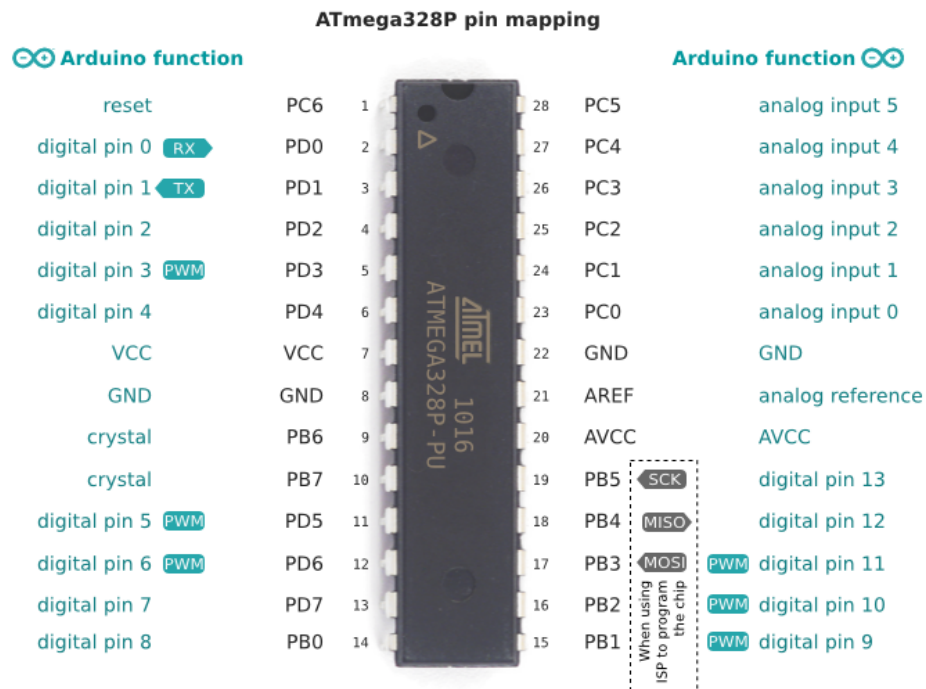 ATmega328P pin mapping
Arduino function
Arduino function
reset PC6 1 28 PC5 analog input 5
digital pin 0 RX PD0 2 27 PC4 analog input 4
digital pin 1 TX PD1 3 26 PC3 analog input 3
digital pin 2 PD2 4 25 PC2 analog input 2
digital pin 3 PWM PD3 5 24 PC1 analog input 1
digital pin 4 PD4 6 23 PC0 analog input 0
VCC VCC 7 22 GND GND
GND GND 8 21 AREF analog reference
crystal PB6 9 20 AVCC AVCC
crystal PB7 10 19 PB5 SCK digital pin 13
digital pin 5 PWM PD5 11 18 PB4 MISO digital pin 12
digital pin 6 PWM PD6 12 17 PB3 MOSI PWM digital pin 11
digital pin 7 PD7 13 16 PB2 PWM digital pin 10
digital pin 8 PB0 14 15 PB1 PWM digital pin 9
When using
ISP to program
the chip
ATMEL 1016
ATMEGA328P-PU